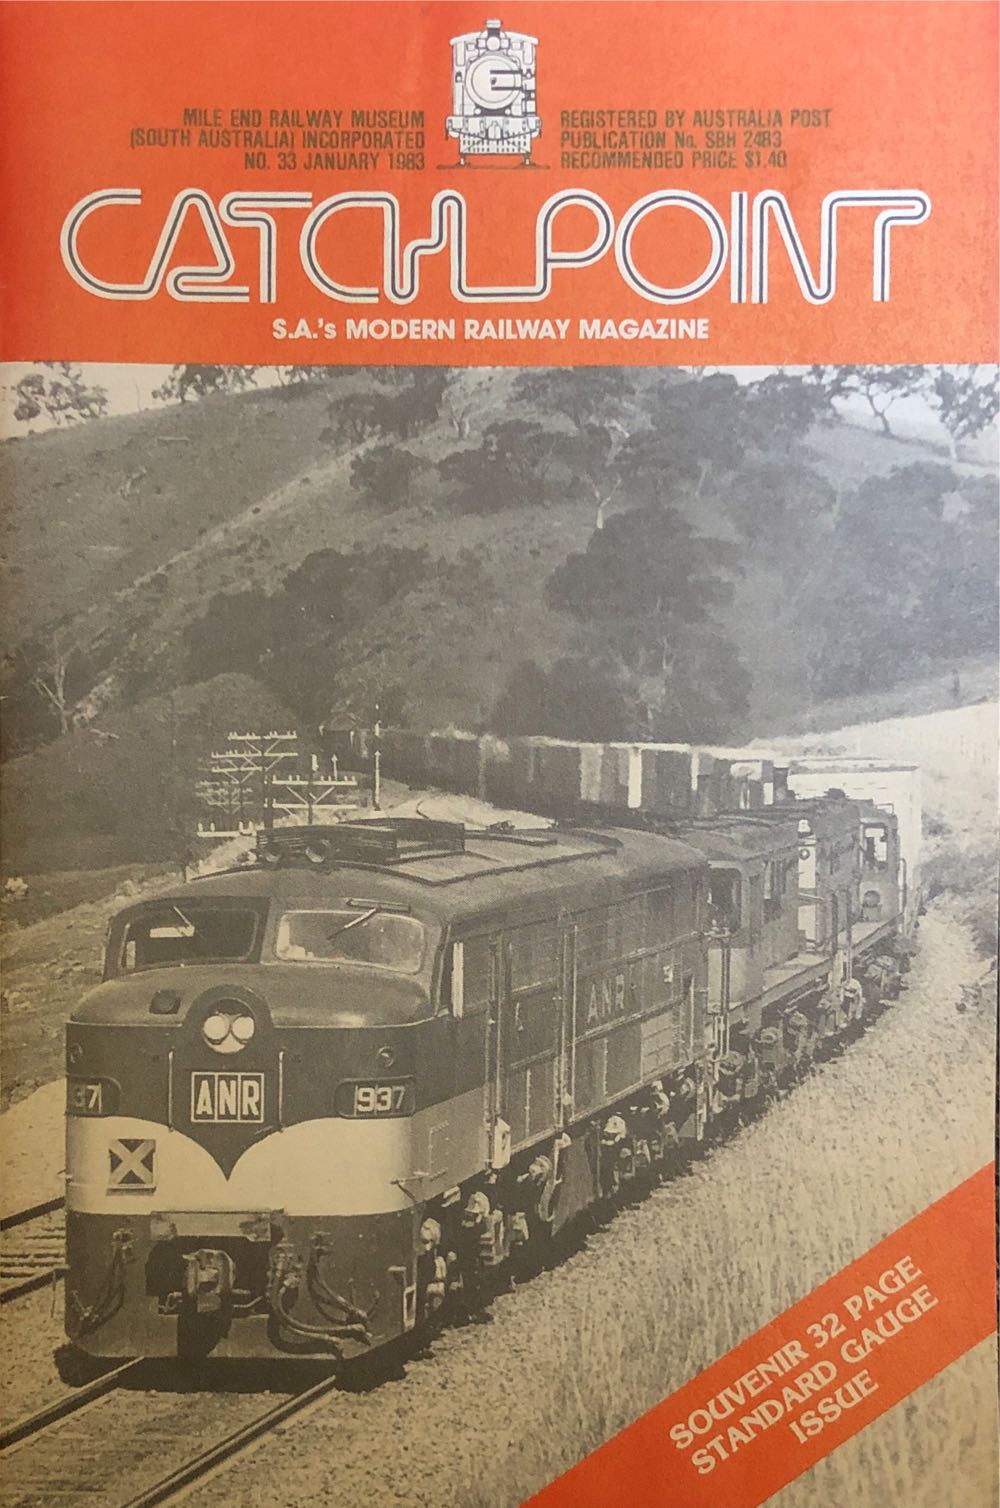 MILE END RAILWAY MUSEUM
(SOUTH AUSTRALIA) INCORPORATED
NO. 33 JANUARY 1983
REGISTERED BY AUSTRALIA POST
PUBLICATION No. SBH 2483
RECOMMENDED PRICE $1.40
CATCHPOINT
S.A.'s MODERN RAILWAY MAGAZINE
ANR
37
ANR
937
SOUVENIR 32 PAGE
STANDARD GAUGE
ISSUE